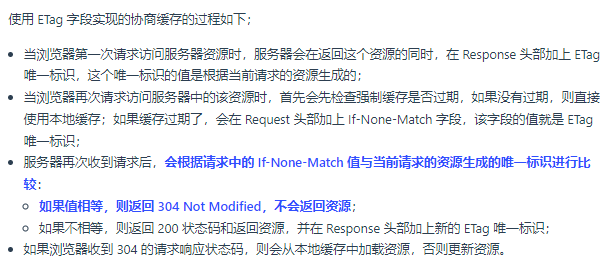 使用 ETag 字段实现的协商缓存的过程如下；
当浏览器第一次请求访问服务器资源时，服务器会在返回这个资源的同时，在 Response 头部加上 ETag
唯一标识，这个唯一标识的值是根据当前请求的资源生成的；
当浏览器再次请求访问服务器中的该资源时，首先会先检查强制缓存是否过期，如果没有过期，则直接
使用本地缓存；如果缓存过期了，会在 Request 头部加上 If-None-Match 字段，该字段的值就是 ETag
唯一标识；
服务器再次收到请求后，会根据请求中的 If-None-Match 值与当前请求的资源生成的唯一标识进行比
较：
如果值相等，则返回 304 Not Modified，不会返回资源；
如果不相等，则返回 200 状态码和返回资源，并在 Response 头部加上新的 ETag 唯一标识；
如果浏览器收到 304 的请求响应状态码，则会从本地缓存中加载资源，否则更新资源。